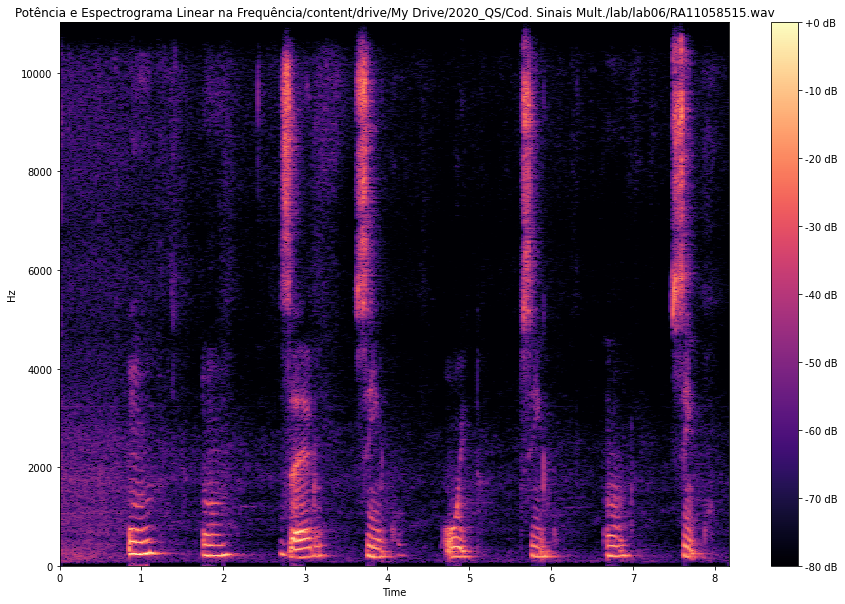 Potência e Espectrograma Linear na Frequência/content/drive/My Drive/2020_QS/Cod. Sinais Mult./lab/lab06/RA11058515.wav
+0 dB
10000
-10 dB
8000
-20 dB
-30 dB
6000
Hz
-40 dB
4000
-50 dB
-60 dB
2000
-70 dB
0
-80 dB
0 1 2 3 4 5 6 7 8
Time